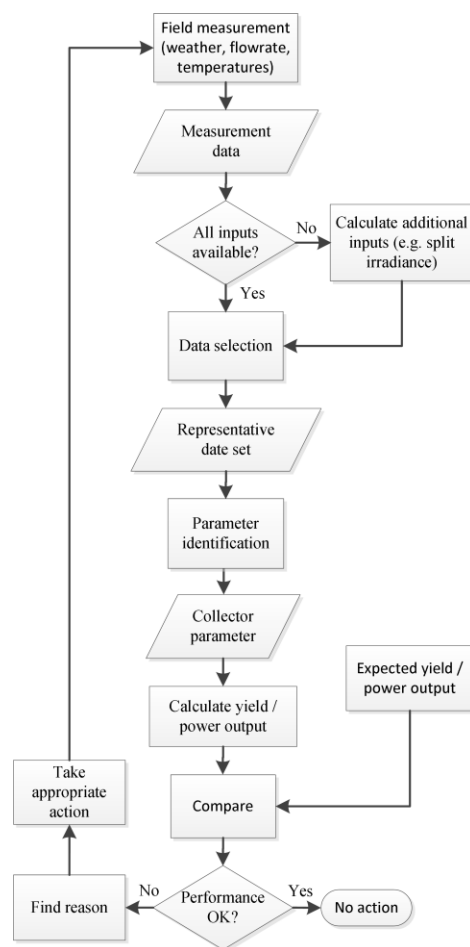 Field measurement
(weather, flowrate,
temperatures)
Measurement
data
All inputs
available?
No
Calculate additional
inputs (e.g. split
irradiance)
Yes
Data selection
Representative
date set
Parameter
identification
Collector
parameter
Expected yield /
power output
Calculate yield /
power output
Take
appropriate
action
Compare
Find reason
No
Performance
OK?
Yes
No action